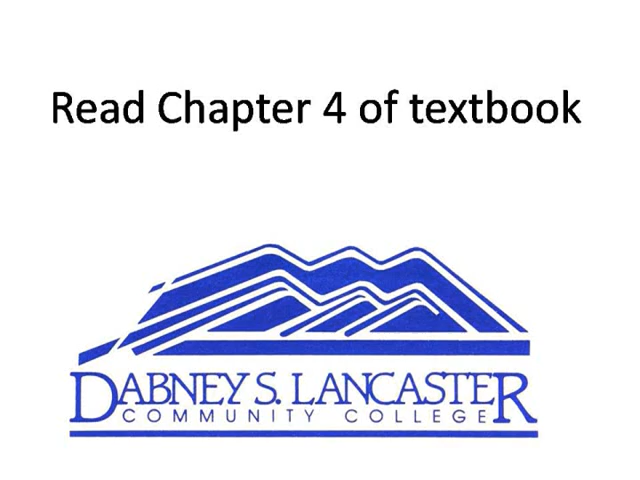 Read Chapter 4 of textbook
DABNEY S. LANCASTER
COMMUNITY COLLEGE